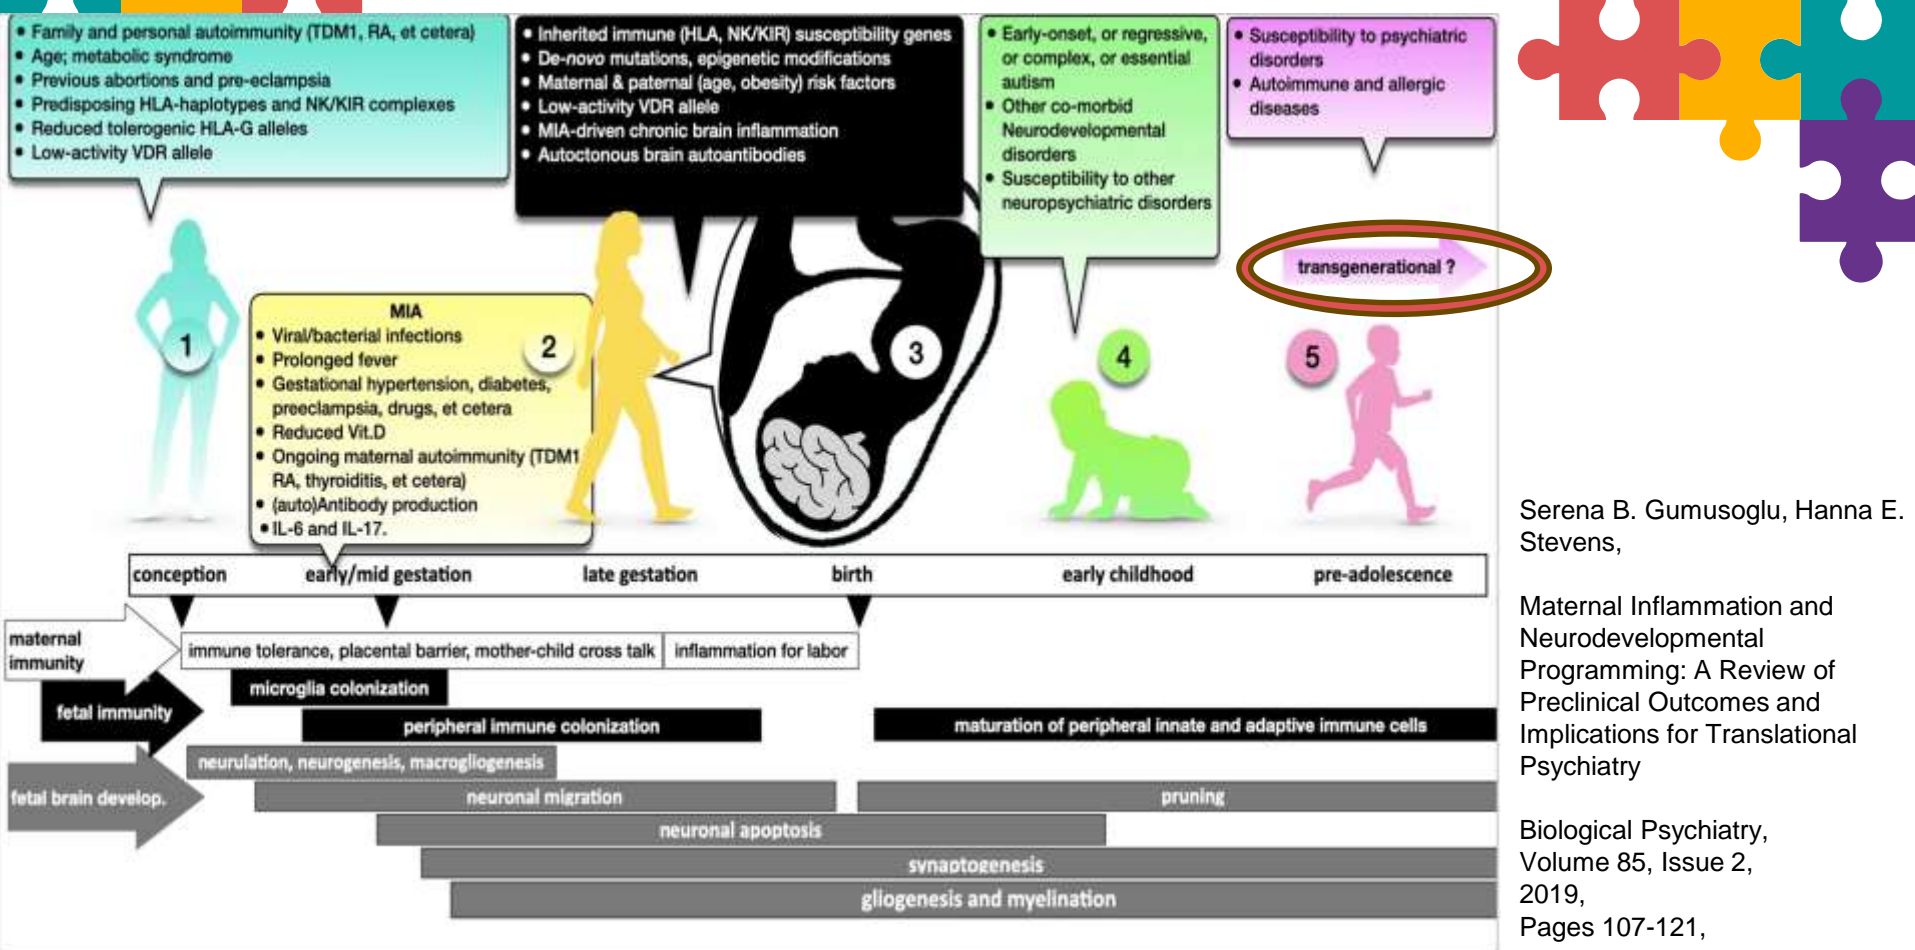 • Family and personal autoimmunity (TDM1, RA, et cetera)
• Age; metabolic syndrome
• Previous abortions and pre-eclampsia
• Predisposing HLA-haplotypes and NK/KIR complexes
• Reduced tolerogenic HLA-G alleles
• Low-activity VDR allele
• Inherited immune (HLA, NK/KIR) susceptibility genes
• De-novo mutations, epigenetic modifications
• Maternal & paternal (age, obesity) risk factors
• Low-activity VDR allele
• MIA-driven chronic brain inflammation
• Autoctonous brain autoantibodies
• Early-onset, or regressive,
or complex, or essential
autism
• Other co-morbid
Neurodevelopmental
disorders
• Susceptibility to other
neuropsychiatric disorders
• Susceptibility to psychiatric
disorders
• Autoimmune and allergic
diseases
transgenerational ?
1
MIA
• Viral/bacterial infections
• Prolonged fever
• Gestational hypertension, diabetes,
preeclampsia, drugs, et cetera
• Reduced Vit.D
• Ongoing maternal autoimmunity (TDM1
RA, thyroiditis, et cetera)
• (auto)Antibody production
• IL-6 and IL-17.
2
3
4
5
conception early/mid gestation late gestation birth early childhood pre-adolescence
maternal
immunity
immune tolerance, placental barrier, mother-child cross talk
inflammation for labor
microglia colonization
fetal immunity
peripheral immune colonization
maturation of peripheral innate and adaptive immune cells
neurulation, neurogenesis, macrogliogenesis
fetal brain develop.
neuronal migration
pruning
neuronal apoptosis
synaptogenesis
gliogenesis and myelination
Serena B. Gumusoglu, Hanna E.
Stevens,
Maternal Inflammation and
Neurodevelopmental
Programming: A Review of
Preclinical Outcomes and
Implications for Translational
Psychiatry
Biological Psychiatry,
Volume 85, Issue 2,
2019,
Pages 107-121,